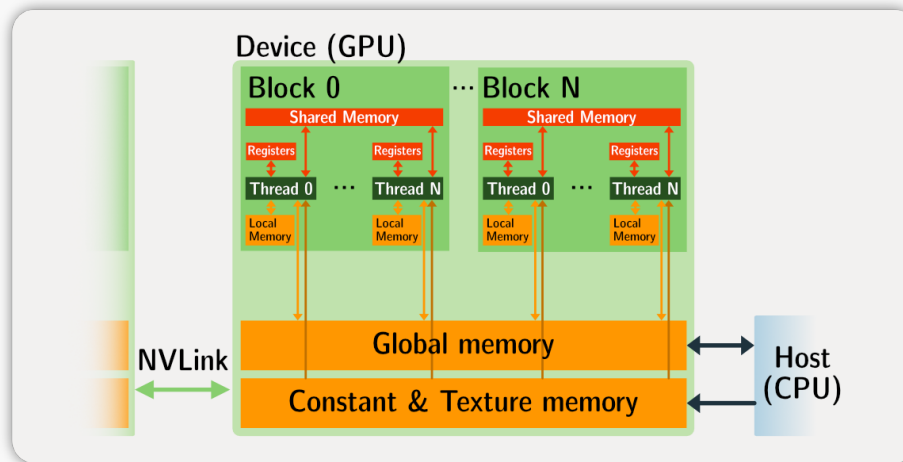 Device (GPU)
Block 0
Shared Memory
Registers
Registers
Thread 0
...
Thread N
Local
Memory
Local
Memory
...
Block N
Shared Memory
Registers
Registers
Thread 0
...
Thread N
Local
Memory
Local
Memory
Global memory
Constant & Texture memory
NVLink
Host
(CPU)